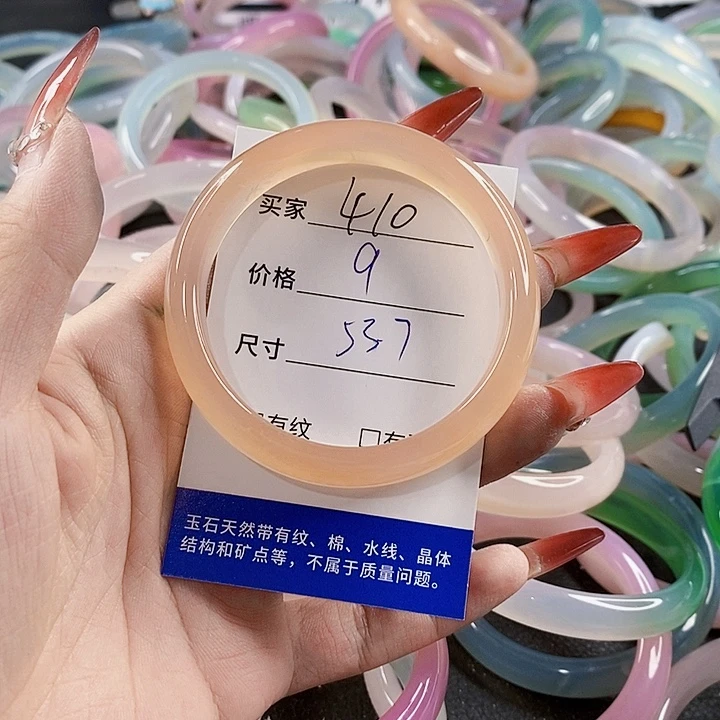 买家 410
价格 9
尺寸 537
有纹 □有
玉石天然带有纹、棉、水线、晶体
结构和矿点等，不属于质量问题。